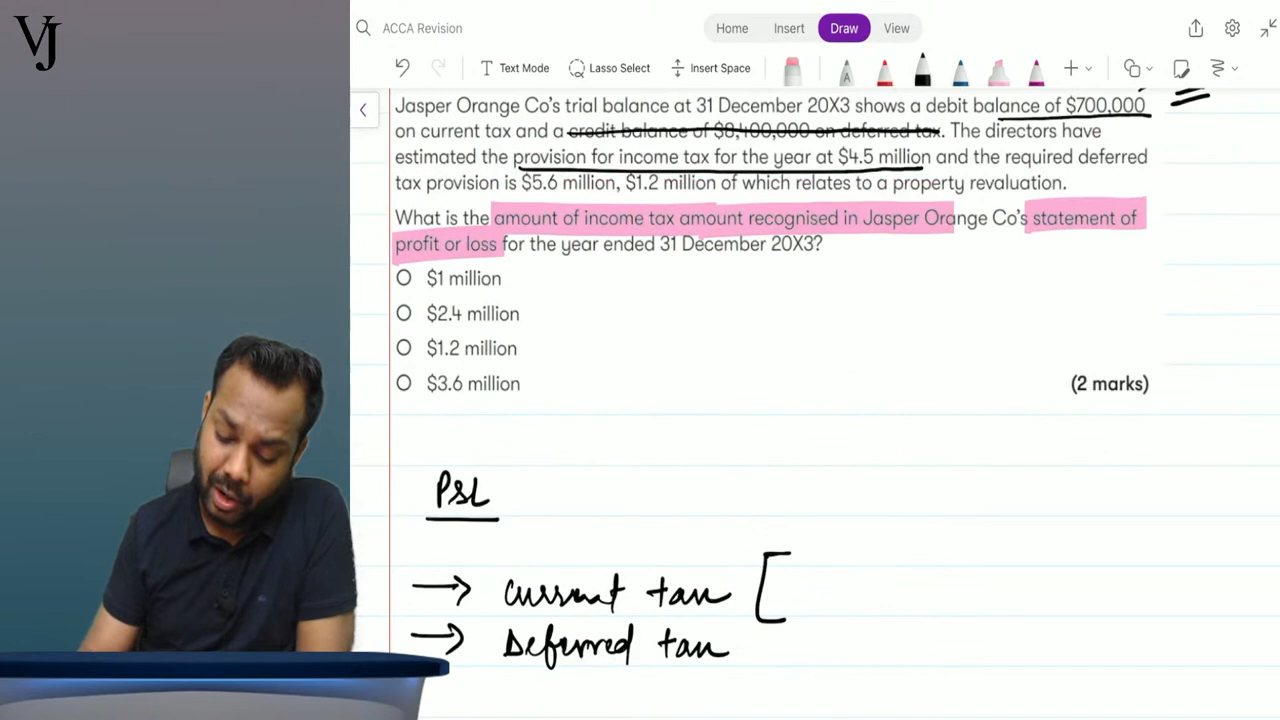 VJ
ACCA Revision
Home Insert Draw View
Text Mode Lasso Select Insert Space
Jasper Orange Co's trial balance at 31 December 20X3 shows a debit balance of $700,000
on current tax and a credit balance of $8,400,000 on deferred tax. The directors have
estimated the provision for income tax for the year at $4.5 million and the required deferred
tax provision is $5.6 million, $1.2 million of which relates to a property revaluation.
What is the amount of income tax amount recognised in Jasper Orange Co's statement of
profit or loss for the year ended 31 December 20X3?
$1 million
$2.4 million
$1.2 million
$3.6 million
(2 marks)
P&L
→ Current tax [
→ Deferred tax